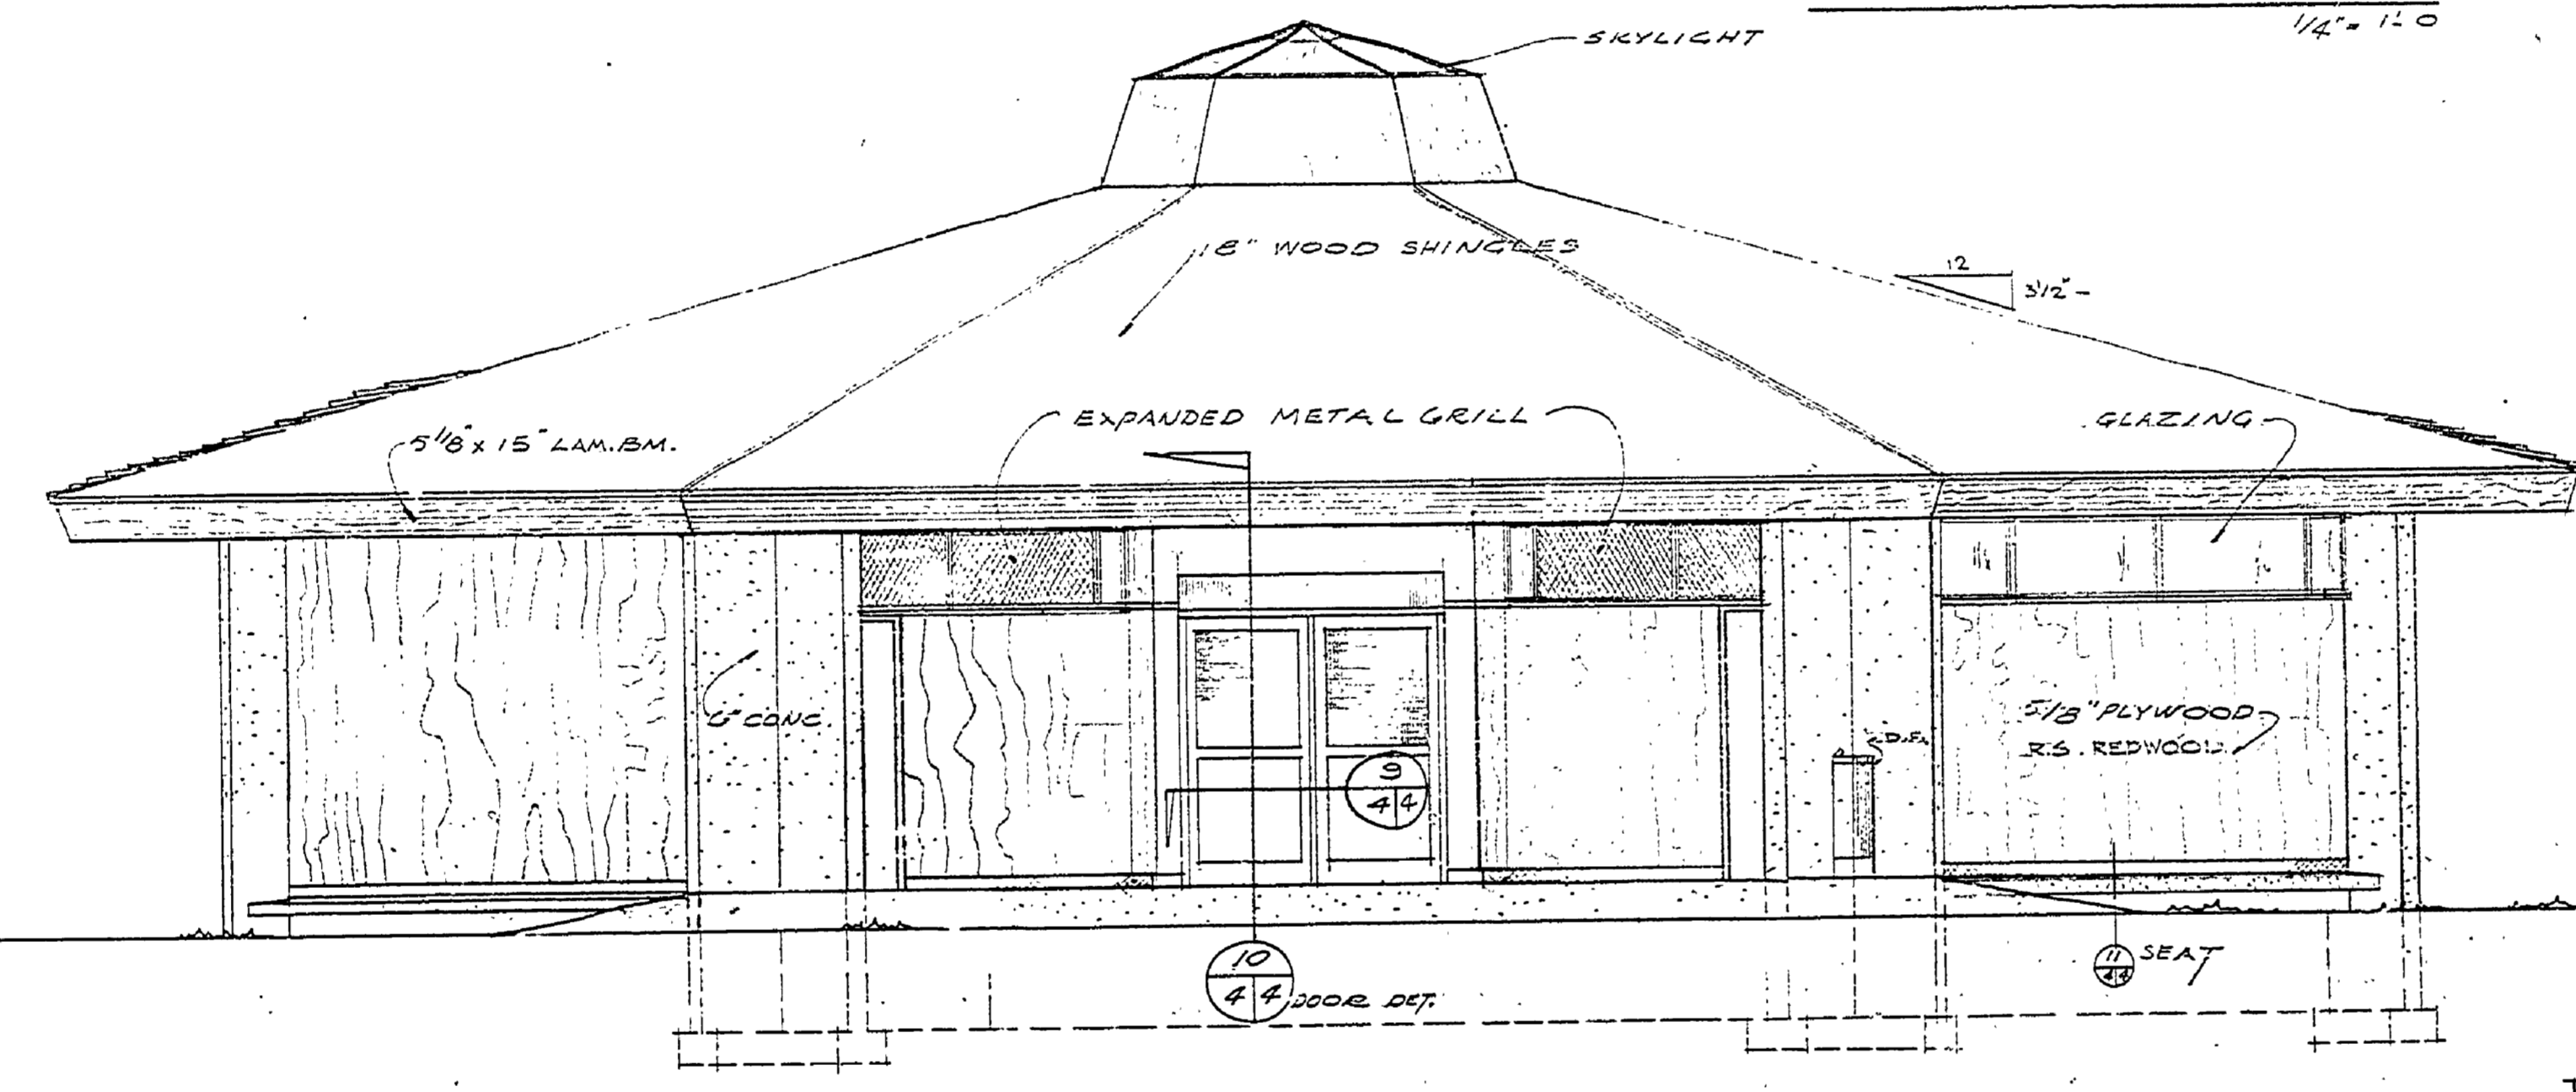 1/4" = 1'-0
SKYLIGHT
18" WOOD SHINGLES
12
3 1/2" -
EXPANDED METAL GRILL
GLAZING
5 1/8" x 15" LAM. BM.
6" CONC.
5/8" PLYWOOD
R.S. REDWOOD
D.F.
9
4 4
10
4 4
DOOR DET.
11
4 4
SEAT